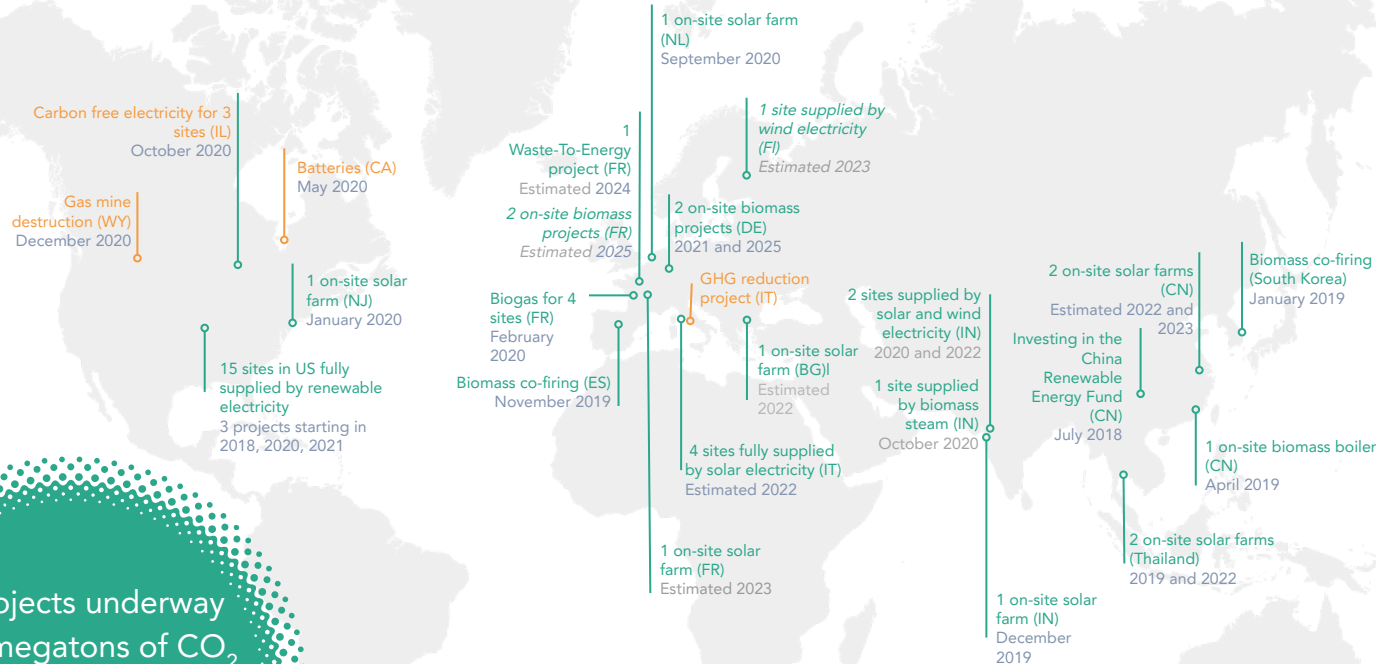 1 on-site solar farm
(NL)
September 2020
Carbon free electricity for 3
sites (IL)
October 2020
Batteries (CA)
May 2020
Gas mine
destruction (WY)
December 2020
1 on-site solar
farm (NJ)
January 2020
15 sites in US fully
supplied by renewable
electricity
3 projects starting in
2018, 2020, 2021
1
Waste-To-Energy
project (FR)
Estimated 2024
2 on-site biomass
projects (FR)
Estimated 2025
1 site supplied by
wind electricity
(FI)
Estimated 2023
2 on-site biomass
projects (DE)
2021 and 2025
GHG reduction
project (IT)
Biogas for 4
sites (FR)
February
2020
Biomass co-firing (ES)
November 2019
1 on-site solar
farm (BG)l
Estimated
2022
4 sites fully supplied
by solar electricity (IT)
Estimated 2022
1 on-site solar
farm (FR)
Estimated 2023
2 sites supplied by
solar and wind
electricity (IN)
2020 and 2022
1 site supplied
by biomass
steam (IN)
October 2020
1 on-site solar
farm (IN)
December
2019
2 on-site solar farms
(CN)
Estimated 2022 and
2023
Investing in the
China
Renewable
Energy Fund
(CN)
July 2018
Biomass co-firing
(South Korea)
January 2019
1 on-site biomass boiler
(CN)
April 2019
2 on-site solar farms
(Thailand)
2019 and 2022
ojects underway
megatons of CO₂